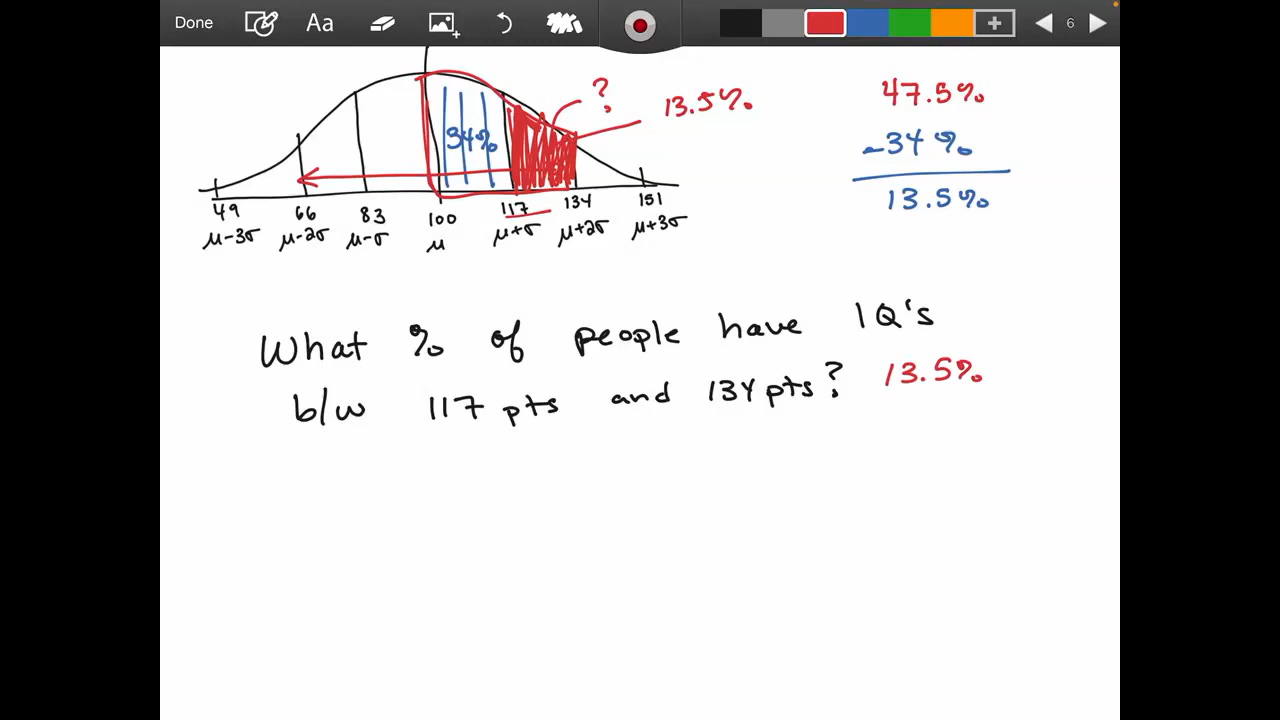 Done Aa 6
? 13.5%
34%
47.5%
-34%
13.5%
49 66 83 100 117 134 151
μ-3σ μ-2σ μ-σ μ μ+σ μ+2σ μ+3σ
What % of people have IQ's
b/w 117 pts and 134 pts? 13.5%